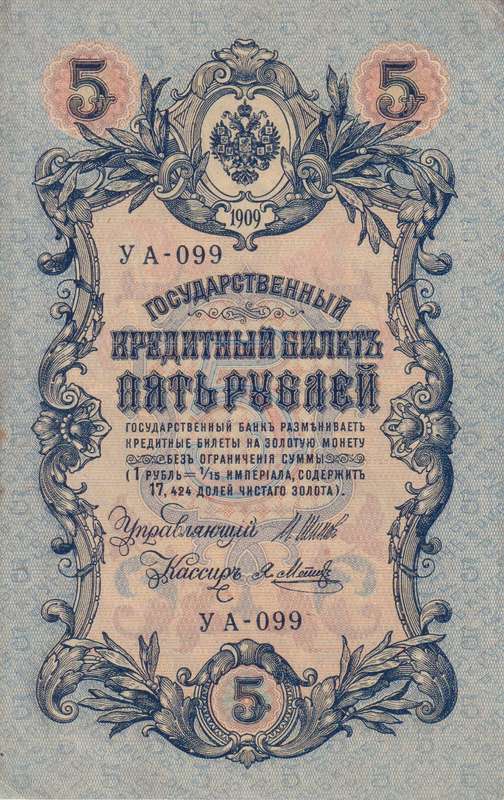 5 5
1909
УА-099
ГОСУДАРСТВЕННЫЙ
КРЕДИТНЫЙ БИЛЕТЪ
ПЯТЬ РУБЛЕЙ
ГОСУДАРСТВЕННЫЙ БАНКЪ РАЗМѢНИВАЕТЪ
КРЕДИТНЫЕ БИЛЕТЫ НА ЗОЛОТУЮ МОНЕТУ
БЕЗЪ ОГРАНИЧЕНІЯ СУММЫ
(1 РУБЛЬ = 1/15 ИМПЕРІАЛА, СОДЕРЖИТЪ
17,424 ДОЛЕЙ ЧИСТАГО ЗОЛОТА).
Управляющій
Кассиръ
УА-099
5